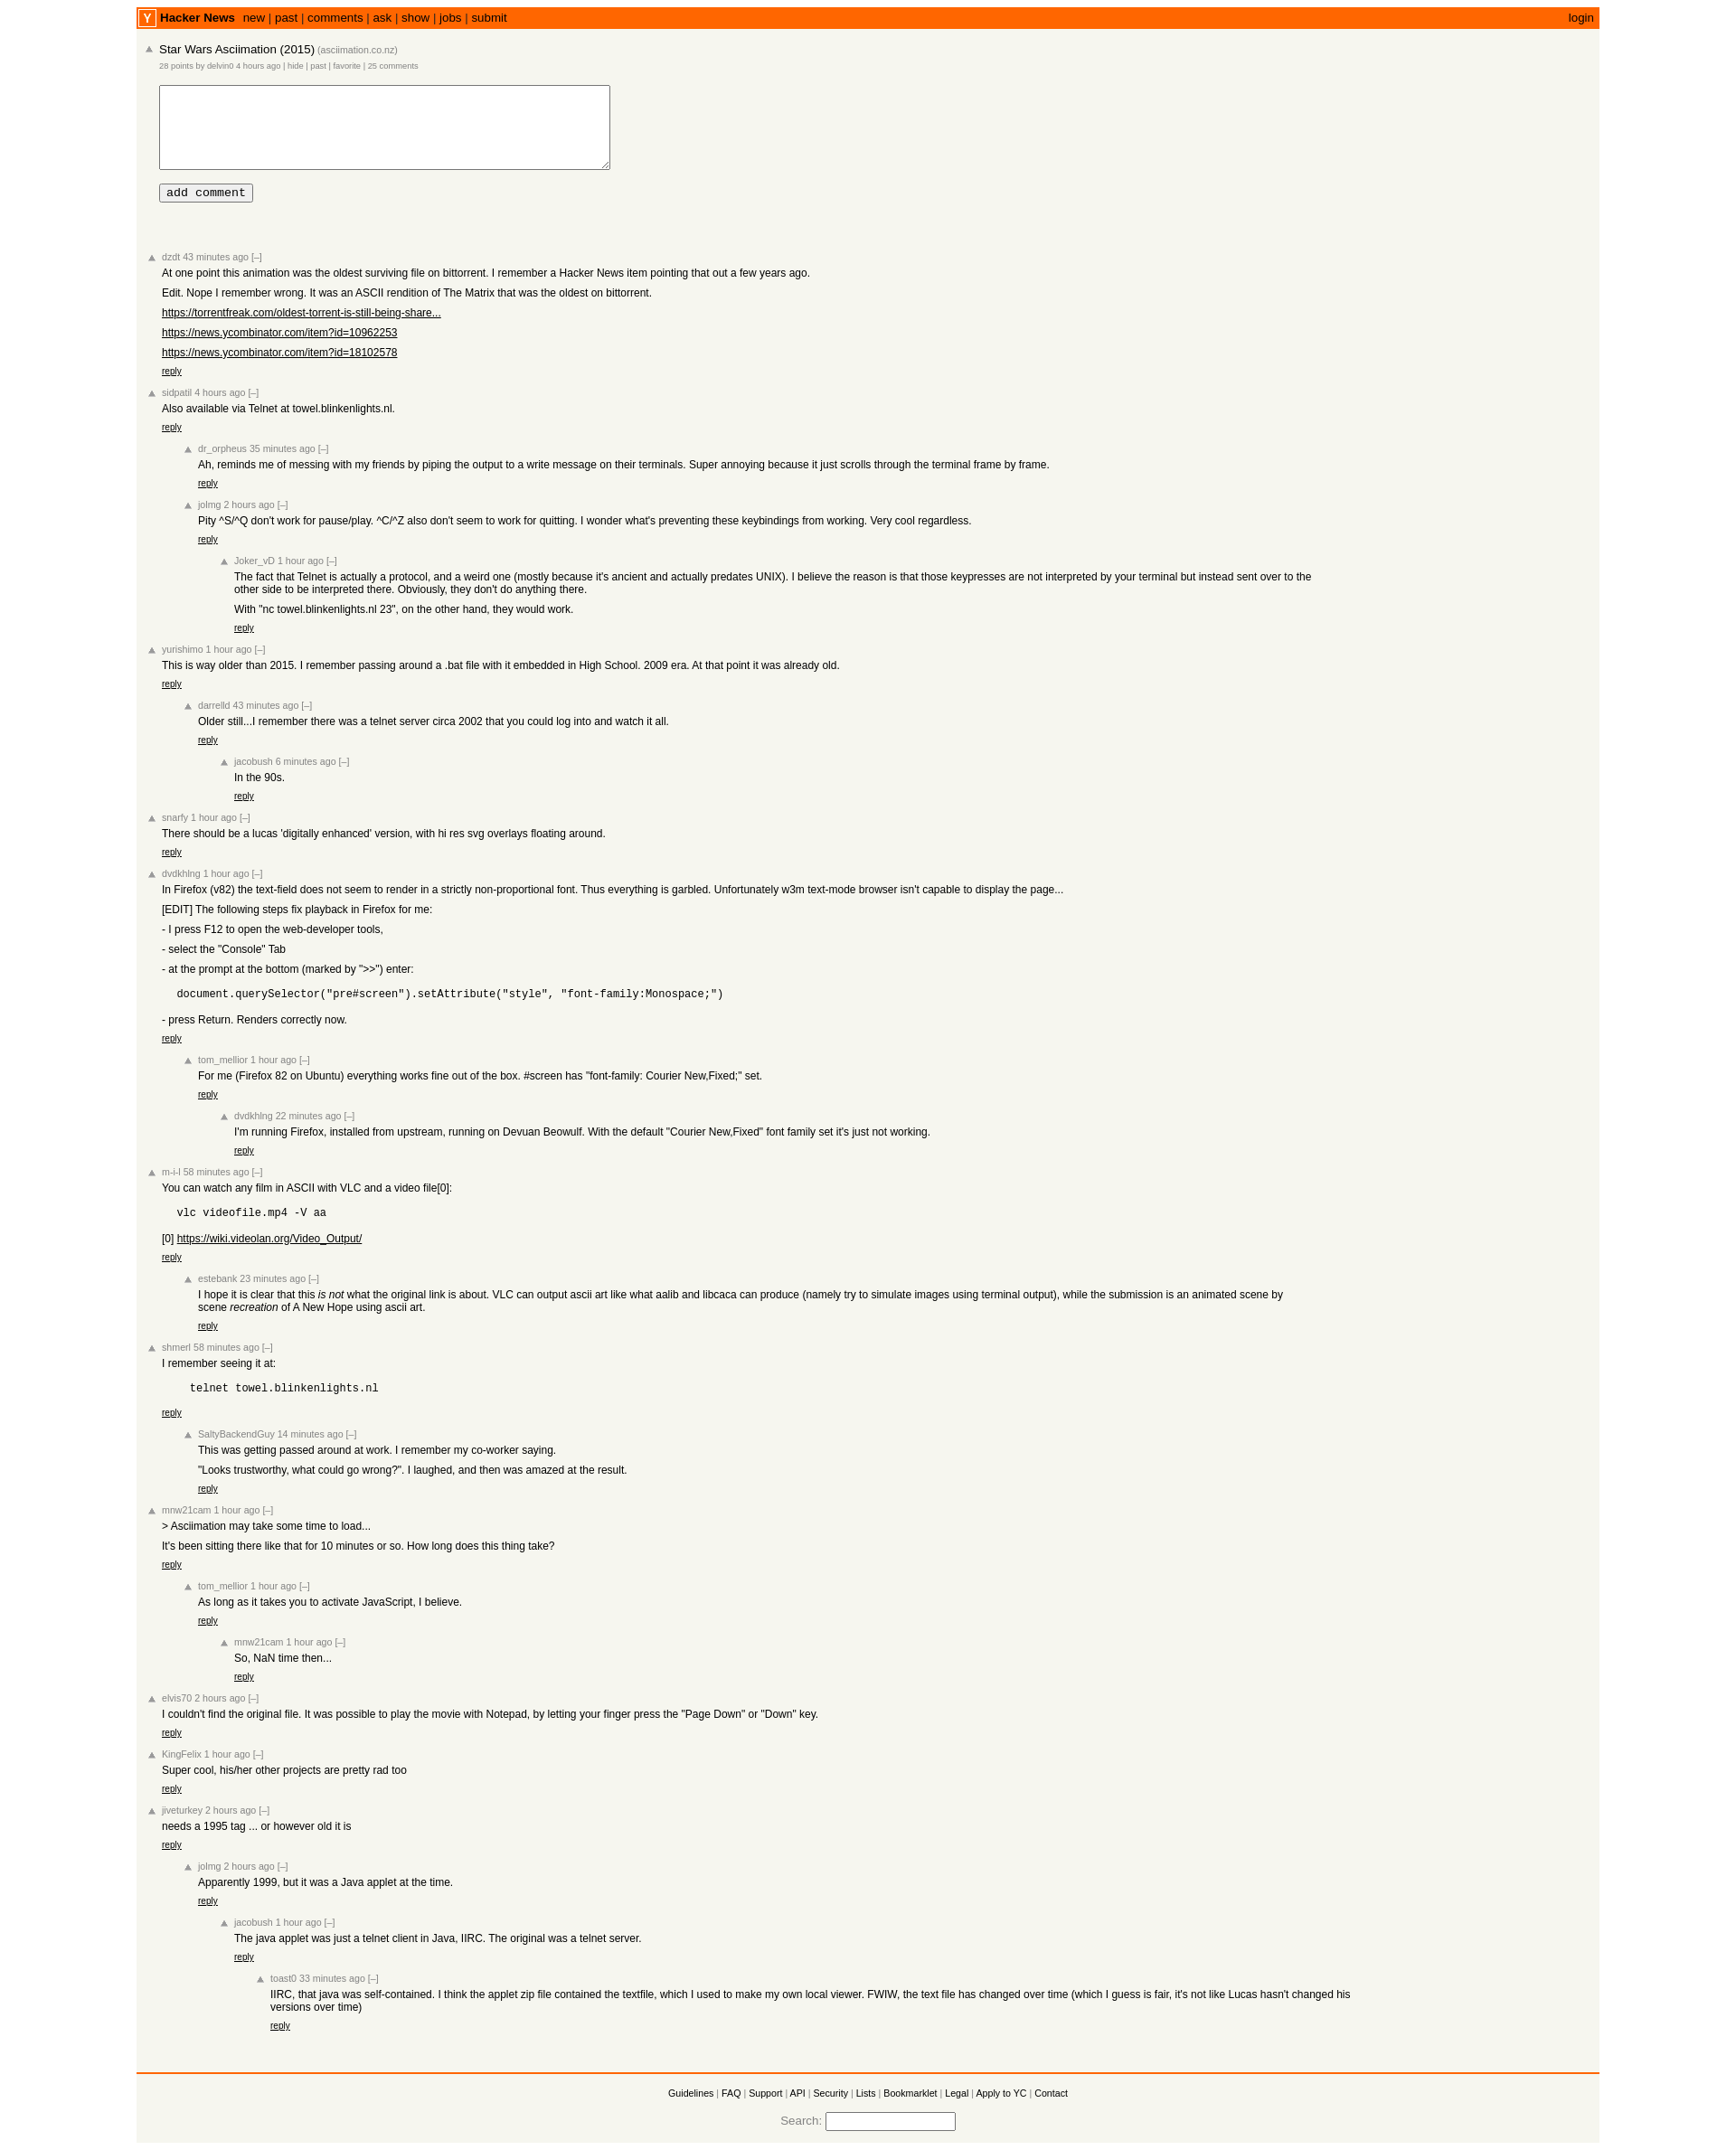 Y Hacker News new | past | comments | ask | show | jobs | submit login
Star Wars Asciimation (2015) (asciimation.co.nz)
28 points by delvin0 4 hours ago | hide | past | favorite | 25 comments
add comment
dzdt 43 minutes ago [–]
At one point this animation was the oldest surviving file on bittorrent. I remember a Hacker News item pointing that out a few years ago.
Edit. Nope I remember wrong. It was an ASCII rendition of The Matrix that was the oldest on bittorrent.
https://torrentfreak.com/oldest-torrent-is-still-being-share...
https://news.ycombinator.com/item?id=10962253
https://news.ycombinator.com/item?id=18102578
reply
sidpatil 4 hours ago [–]
Also available via Telnet at towel.blinkenlights.nl.
reply
dr_orpheus 35 minutes ago [–]
Ah, reminds me of messing with my friends by piping the output to a write message on their terminals. Super annoying because it just scrolls through the terminal frame by frame.
reply
jolmg 2 hours ago [–]
Pity ^S/^Q don't work for pause/play. ^C/^Z also don't seem to work for quitting. I wonder what's preventing these keybindings from working. Very cool regardless.
reply
Joker_vD 1 hour ago [–]
The fact that Telnet is actually a protocol, and a weird one (mostly because it's ancient and actually predates UNIX). I believe the reason is that those keypresses are not interpreted by your terminal but instead sent over to the
other side to be interpreted there. Obviously, they don't do anything there.
With "nc towel.blinkenlights.nl 23", on the other hand, they would work.
reply
yurishimo 1 hour ago [–]
This is way older than 2015. I remember passing around a .bat file with it embedded in High School. 2009 era. At that point it was already old.
reply
darrelld 43 minutes ago [–]
Older still...I remember there was a telnet server circa 2002 that you could log into and watch it all.
reply
jacobush 6 minutes ago [–]
In the 90s.
reply
snarfy 1 hour ago [–]
There should be a lucas 'digitally enhanced' version, with hi res svg overlays floating around.
reply
dvdkhlng 1 hour ago [–]
In Firefox (v82) the text-field does not seem to render in a strictly non-proportional font. Thus everything is garbled. Unfortunately w3m text-mode browser isn't capable to display the page...
[EDIT] The following steps fix playback in Firefox for me:
- I press F12 to open the web-developer tools,
- select the "Console" Tab
- at the prompt at the bottom (marked by ">>") enter:
document.querySelector("pre#screen").setAttribute("style", "font-family:Monospace;")
- press Return. Renders correctly now.
reply
tom_mellior 1 hour ago [–]
For me (Firefox 82 on Ubuntu) everything works fine out of the box. #screen has "font-family: Courier New,Fixed;" set.
reply
dvdkhlng 22 minutes ago [–]
I'm running Firefox, installed from upstream, running on Devuan Beowulf. With the default "Courier New,Fixed" font family set it's just not working.
reply
m-i-l 58 minutes ago [–]
You can watch any film in ASCII with VLC and a video file[0]:
vlc videofile.mp4 -V aa
[0] https://wiki.videolan.org/Video_Output/
reply
estebank 23 minutes ago [–]
I hope it is clear that this is not what the original link is about. VLC can output ascii art like what aalib and libcaca can produce (namely try to simulate images using terminal output), while the submission is an animated scene by
scene recreation of A New Hope using ascii art.
reply
shmerl 58 minutes ago [–]
I remember seeing it at:
telnet towel.blinkenlights.nl
reply
SaltyBackendGuy 14 minutes ago [–]
This was getting passed around at work. I remember my co-worker saying.
"Looks trustworthy, what could go wrong?". I laughed, and then was amazed at the result.
reply
mnw21cam 1 hour ago [–]
> Asciimation may take some time to load...
It's been sitting there like that for 10 minutes or so. How long does this thing take?
reply
tom_mellior 1 hour ago [–]
As long as it takes you to activate JavaScript, I believe.
reply
mnw21cam 1 hour ago [–]
So, NaN time then...
reply
elvis70 2 hours ago [–]
I couldn't find the original file. It was possible to play the movie with Notepad, by letting your finger press the "Page Down" or "Down" key.
reply
KingFelix 1 hour ago [–]
Super cool, his/her other projects are pretty rad too
reply
jiveturkey 2 hours ago [–]
needs a 1995 tag ... or however old it is
reply
jolmg 2 hours ago [–]
Apparently 1999, but it was a Java applet at the time.
reply
jacobush 1 hour ago [–]
The java applet was just a telnet client in Java, IIRC. The original was a telnet server.
reply
toast0 33 minutes ago [–]
IIRC, that java was self-contained. I think the applet zip file contained the textfile, which I used to make my own local viewer. FWIW, the text file has changed over time (which I guess is fair, it's not like Lucas hasn't changed his
versions over time)
reply
Guidelines | FAQ | Support | API | Security | Lists | Bookmarklet | Legal | Apply to YC | Contact
Search: